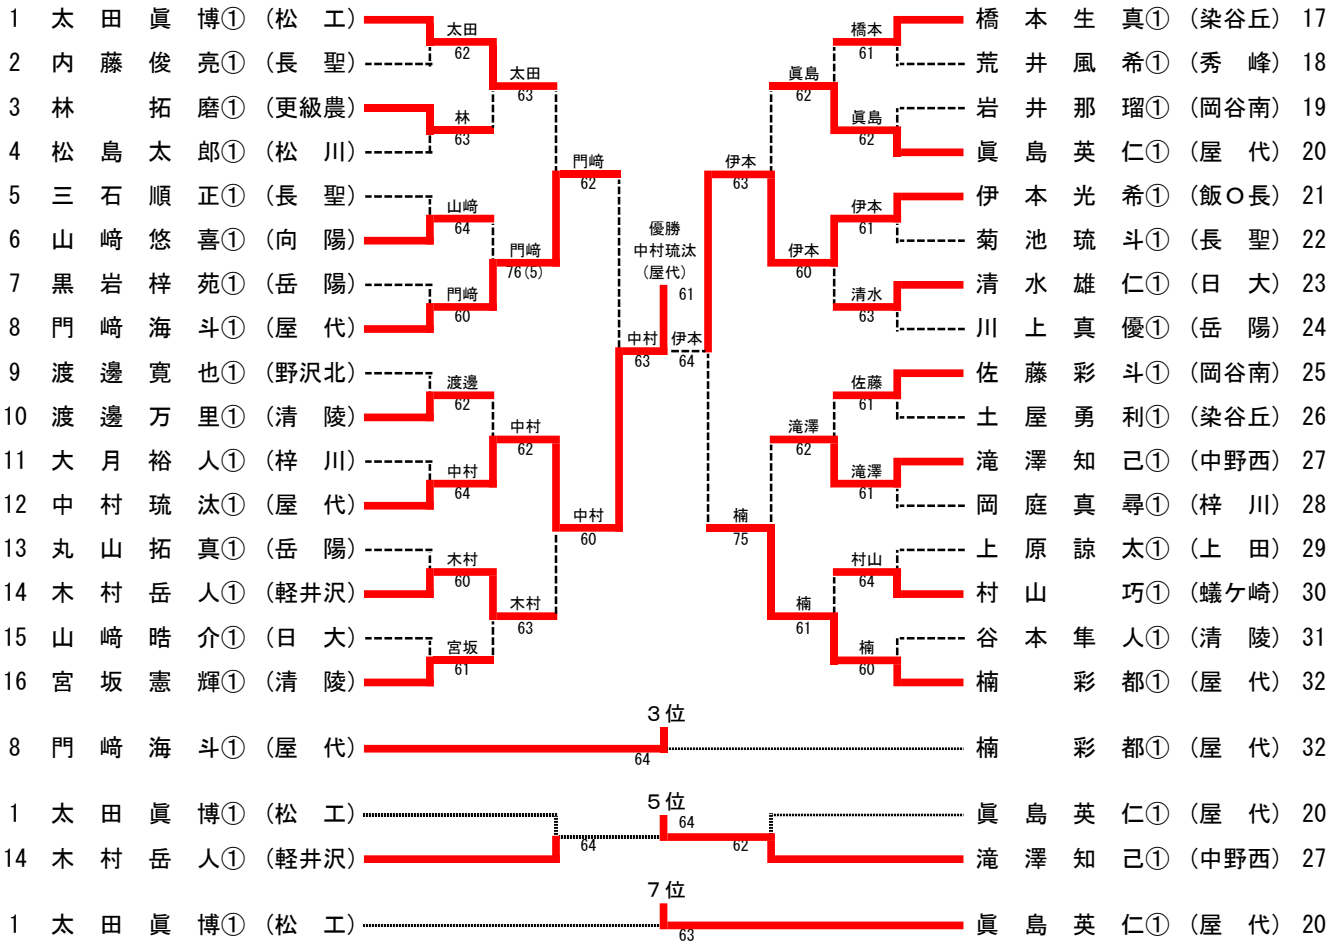 1 太 田 眞 博① (松 工) 橋 本 生 真① (染谷丘) 17
太田 橋本
62 61
2 内 藤 俊 亮① (長 聖) 荒 井 風 希① (秀 峰) 18
太田 眞島
63 62
3 林 拓 磨① (更級農) 岩 井 那 瑠① (岡谷南) 19
林 眞島
63 62
4 松 島 太 郎① (松 川) 眞 島 英 仁① (屋 代) 20
門﨑 伊本
62 63
5 三 石 順 正① (長 聖) 伊 本 光 希① (飯O長) 21
山﨑 伊本
64 61
優勝
6 山 﨑 悠 喜① (向 陽) 菊 池 琉 斗① (長 聖) 22
門﨑 中村琉汰 伊本
76(5) (屋代) 60
7 黒 岩 梓 苑① (岳 陽) 清 水 雄 仁① (日 大) 23
門﨑 61 清水
60 63
8 門 﨑 海 斗① (屋 代) 川 上 真 優① (岳 陽) 24
中村 伊本
63 64
9 渡 邊 寛 也① (野沢北) 佐 藤 彩 斗① (岡谷南) 25
渡邊 佐藤
62 61
10 渡 邊 万 里① (清 陵) 土 屋 勇 利① (染谷丘) 26
中村 滝澤
62 62
11 大 月 裕 人① (梓 川) 滝 澤 知 己① (中野西) 27
中村 滝澤
64 61
12 中 村 琉 汰① (屋 代) 岡 庭 真 尋① (梓 川) 28
中村 楠
60 75
13 丸 山 拓 真① (岳 陽) 上 原 諒 太① (上 田) 29
木村 村山
60 64
14 木 村 岳 人① (軽井沢) 村 山 巧① (蟻ケ崎) 30
木村 楠
63 61
15 山 﨑 晧 介① (日 大) 谷 本 隼 人① (清 陵) 31
宮坂 楠
61 60
16 宮 坂 憲 輝① (清 陵) 楠 彩 都① (屋 代) 32
3位
8 門 﨑 海 斗① (屋 代) 楠 彩 都① (屋 代) 32
64
5位
1 太 田 眞 博① (松 工) 眞 島 英 仁① (屋 代) 20
64
64 62
14 木 村 岳 人① (軽井沢) 滝 澤 知 己① (中野西) 27
7位
1 太 田 眞 博① (松 工) 眞 島 英 仁① (屋 代) 20
63